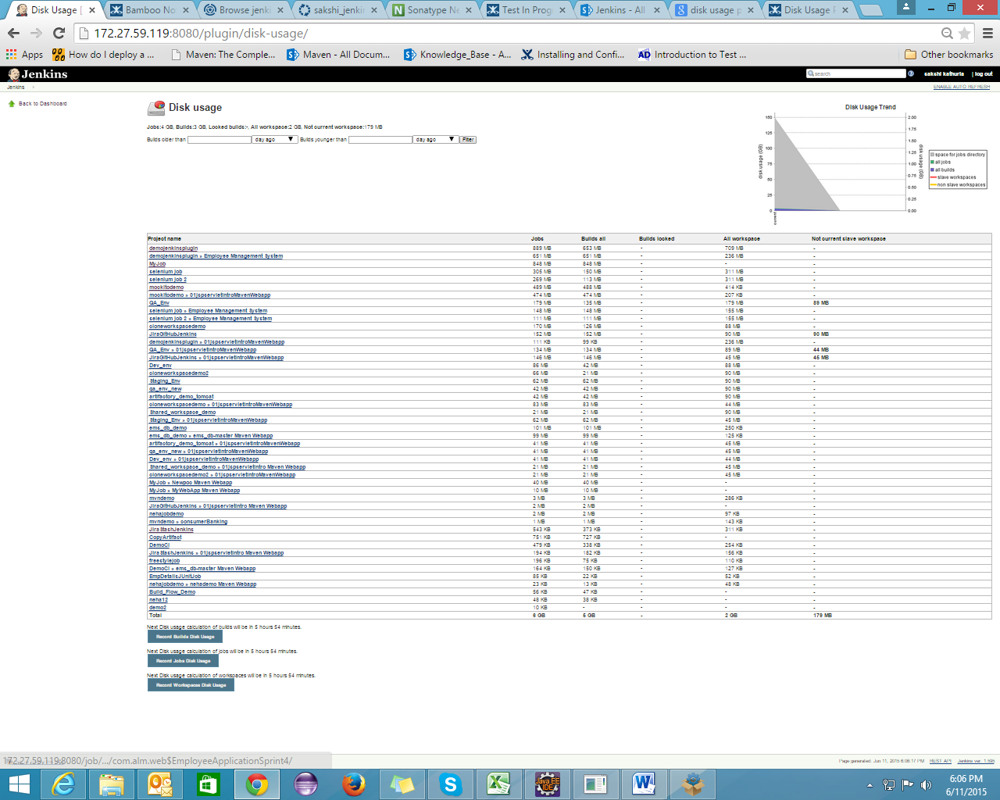 Disk Usage [
Bamboo No
Browse jenki
sakshi_jenki
Sonatype Ne
Test In Prog
Jenkins - All
disk usage p
Disk Usage P
172.27.59.119:8080/plugin/disk-usage/
Apps
How do I deploy a ...
Maven: The Comple...
Maven - All Docum...
Knowledge_Base - A...
Installing and Confi...
Introduction to Test ...
Other bookmarks
Jenkins
search
sakshi kathuria
| log out
Jenkins
ENABLE AUTO REFRESH
Back to Dashboard
Disk usage
Jobs:4 GB, Builds:3 GB, Locked builds:-, All workspace:2 GB, Not current workspace:179 MB
Builds older than day ago Builds younger than day ago Filter
Disk Usage Trend
150 2.00
1.75
125
1.50
100
1.25
75 1.00
0.75
50
0.50
25
0.25
0 0.00
disk usage (GB)
disk usage (GB)
current
space for jobs directory
all jobs
all builds
slave workspaces
non slave workspaces
Project name Jobs Builds all Builds locked All workspace Not current slave workspace
demojenkinsplugin 889 MB 653 MB - 709 MB -
demojenkinsplugin » Employee Management System 651 MB 651 MB - 236 MB -
MyJob 848 MB 848 MB - - -
selenium job 305 MB 150 MB - 311 MB -
selenium job 2 269 MB 113 MB - 311 MB -
mockitodemo 489 MB 488 MB - 414 KB -
mockitodemo » 01jspservletintroMavenWebapp 474 MB 474 MB - 207 KB -
QA_Env 179 MB 135 MB - 179 MB 89 MB
selenium job » Employee Management System 148 MB 148 MB - 155 MB -
selenium job 2 » Employee Management System 111 MB 111 MB - 155 MB -
cloneworkspacedemo 170 MB 126 MB - 88 MB -
JiraGitHubJenkins 152 MB 152 MB - 90 MB 90 MB
demojenkinsplugin » 01jspservletintroMavenWebapp 111 KB 99 KB - 236 MB -
QA_Env » 01jspservletintroMavenWebapp 134 MB 134 MB - 89 MB 44 MB
JiraGitHubJenkins » 01jspservletintroMavenWebapp 146 MB 146 MB - 45 MB 45 MB
Dev_env 86 MB 42 MB - 88 MB -
cloneworkspacedemo2 66 MB 21 MB - 90 MB -
Staging_Env 62 MB 62 MB - 90 MB -
qa_env_new 42 MB 42 MB - 90 MB -
artifactory_demo_tomcat 42 MB 42 MB - 90 MB -
cloneworkspacedemo » 01jspservletintroMavenWebapp 83 MB 83 MB - 44 MB -
Shared_workspace_demo 21 MB 21 MB - 90 MB -
Staging_Env » 01jspservletintroMavenWebapp 62 MB 62 MB - 45 MB -
ems_db_demo 101 MB 101 MB - 250 KB -
ems_db_demo » ems_db-master Maven Webapp 99 MB 99 MB - 125 KB -
artifactory_demo_tomcat » 01jspservletintroMavenWebapp 41 MB 41 MB - 45 MB -
qa_env_new » 01jspservletintroMavenWebapp 41 MB 41 MB - 45 MB -
Dev_env » 01jspservletintroMavenWebapp 41 MB 41 MB - 44 MB -
Shared_workspace_demo » 01jspservletintro Maven Webapp 21 MB 21 MB - 45 MB -
cloneworkspacedemo2 » 01jspservletintroMavenWebapp 21 MB 21 MB - 45 MB -
MyJob » Newpoc Maven Webapp 40 MB 40 MB - - -
MyJob » MyWebApp Maven Webapp 10 MB 10 MB - - -
mvndemo 3 MB 3 MB - 286 KB -
JiraGitHubJenkins » 01jspservletintro Maven Webapp 2 MB 2 MB - - -
nehajobdemo 2 MB 2 MB - 97 KB -
mvndemo » consumerBanking 1 MB 1 MB - 143 KB -
JiraStashJenkins 543 KB 373 KB - 311 KB -
CopyArtifact 751 KB 727 KB - - -
DemoCI 479 KB 338 KB - 254 KB -
JiraStashJenkins » 01jspservletintro Maven Webapp 194 KB 182 KB - 156 KB -
freestylejob 196 KB 75 KB - 110 KB -
DemoCI » ems_db-master Maven Webapp 164 KB 150 KB - 127 KB -
EmpDetailsJUnitJob 85 KB 22 KB - 52 KB -
nehajobdemo » nehademo Maven Webapp 23 KB 13 KB - 48 KB -
Build_Flow_Demo 56 KB 47 KB - - -
neha12 48 KB 38 KB - - -
demo2 10 KB - - - -
Total 6 GB 5 GB - 2 GB 179 MB
Next Disk usage calculation of builds will be in 5 hours 54 minutes.
Record Builds Disk Usage
Next Disk usage calculation of jobs will be in 5 hours 54 minutes.
Record Jobs Disk Usage
Next Disk usage calculation of workspaces will be in 5 hours 54 minutes.
Record Workspaces Disk Usage
172.27.59.119:8080/job/.../com.alm.web$EmployeeApplicationSprint4/
Page generated: Jun 11, 2015 6:06:17 PM REST API Jenkins ver. 1.595
Java EE
IDE
6:06 PM
6/11/2015